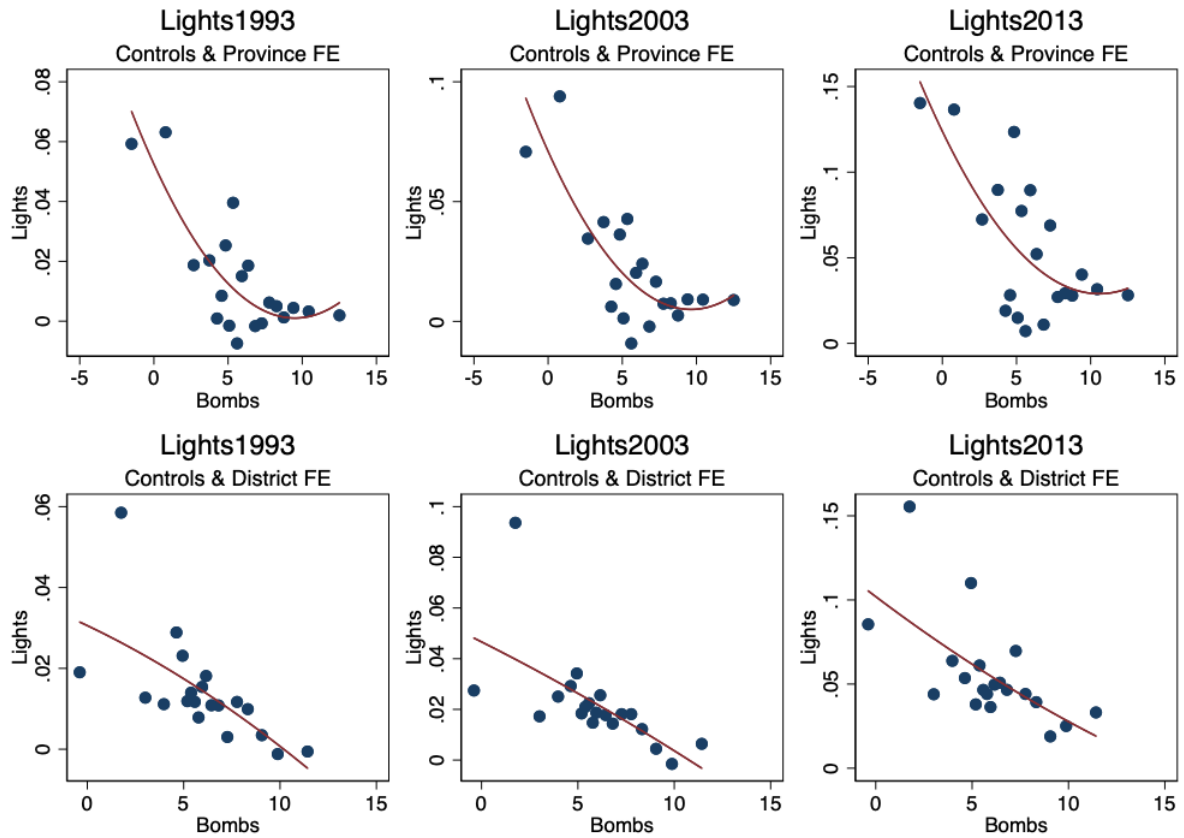 Lights1993
Controls & Province FE
Lights
.08
.06
.04
.02
0
-5 0 5 10 15
Bombs
Lights2003
Controls & Province FE
Lights
.1
.05
0
-5 0 5 10 15
Bombs
Lights2013
Controls & Province FE
Lights
.15
.1
.05
0
-5 0 5 10 15
Bombs
Lights1993
Controls & District FE
Lights
.06
.04
.02
0
0 5 10 15
Bombs
Lights2003
Controls & District FE
Lights
.1
.08
.06
.04
.02
0
0 5 10 15
Bombs
Lights2013
Controls & District FE
Lights
.15
.1
.05
0
0 5 10 15
Bombs